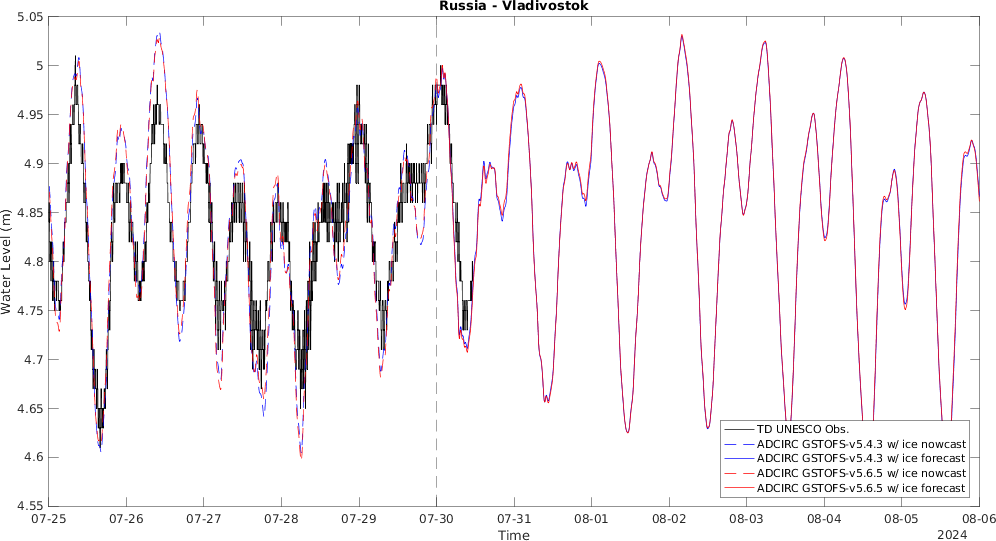 Russia - Vladivostok
5.05
5
4.95
4.9
4.85
4.8
4.75
4.7
4.65
4.6
4.55
Water Level (m)
TD UNESCO Obs.
ADCIRC GSTOFS-v5.4.3 w/ ice nowcast
ADCIRC GSTOFS-v5.4.3 w/ ice forecast
ADCIRC GSTOFS-v5.6.5 w/ ice nowcast
ADCIRC GSTOFS-v5.6.5 w/ ice forecast
07-25 07-26 07-27 07-28 07-29 07-30 07-31 08-01 08-02 08-03 08-04 08-05 08-06
Time
2024